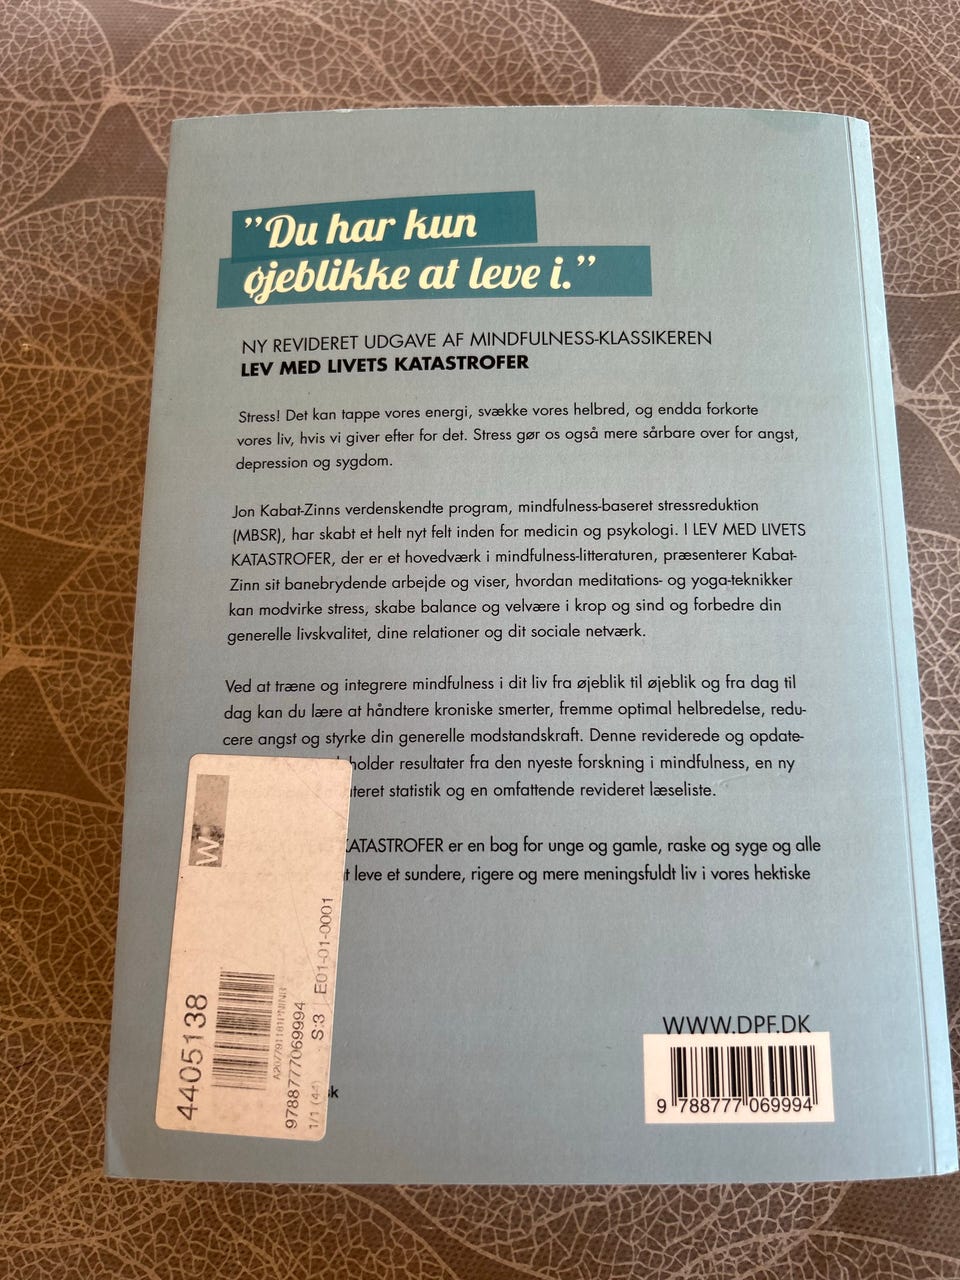 ”Du har kun
øjeblikke at leve i.”
NY REVIDERET UDGAVE AF MINDFULNESS-KLASSIKEREN
LEV MED LIVETS KATASTROFER
Stress! Det kan tappe vores energi, svække vores helbred, og endda forkorte
vores liv, hvis vi giver efter for det. Stress gør os også mere sårbare over for angst,
depression og sygdom.
Jon Kabat-Zinns verdenskendte program, mindfulness-baseret stressreduktion
(MBSR), har skabt et helt nyt felt inden for medicin og psykologi. I LEV MED LIVETS
KATASTROFER, der er et hovedværk i mindfulness-litteraturen, præsenterer Kabat-
Zinn sit banebrydende arbejde og viser, hvordan meditations- og yoga-teknikker
kan modvirke stress, skabe balance og velvære i krop og sind og forbedre din
generelle livskvalitet, dine relationer og dit sociale netværk.
Ved at træne og integrere mindfulness i dit liv fra øjeblik til øjeblik og fra dag til
dag kan du lære at håndtere kroniske smerter, fremme optimal helbredelse, redu-
cere angst og styrke din generelle modstandskraft. Denne reviderede og opdate-
holder resultater fra den nyeste forskning i mindfulness, en ny
teret statistik og en omfattende revideret læseliste.
KATASTROFER er en bog for unge og gamle, raske og syge og alle
t leve et sundere, rigere og mere meningsfuldt liv i vores hektiske
W
4405138
A2077911181PNINB
9788777069994
1/1 (44)
S:3
E01-01-0001
sk
WWW.DPF.DK
9 788777 069994